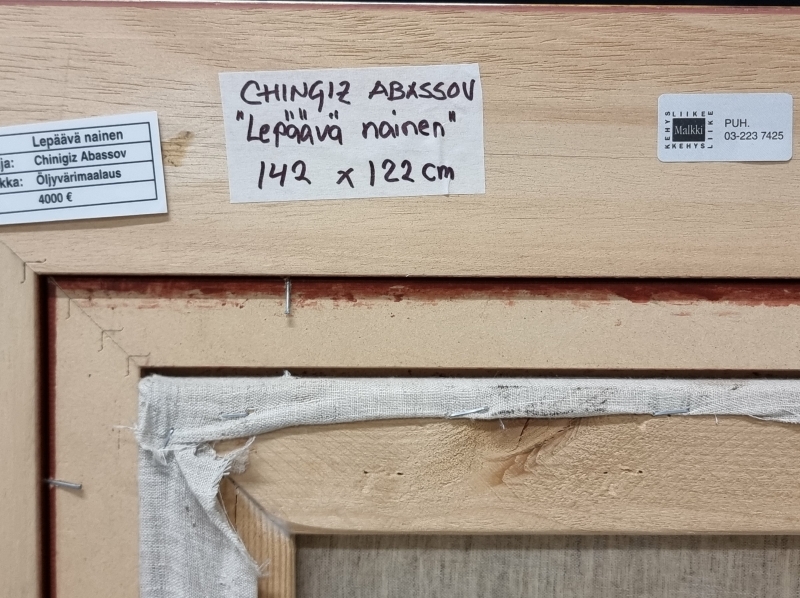 Lepäävä nainen
ja: Chinigiz Abassov
kka: Öljyvärimaalaus
4000 €
CHINGIZ ABASSOV
"Lepäävä nainen"
142 x 122 cm
KEHYSLIIKE
Malkki
KKEHYSLIIKE
PUH.
03-223 7425